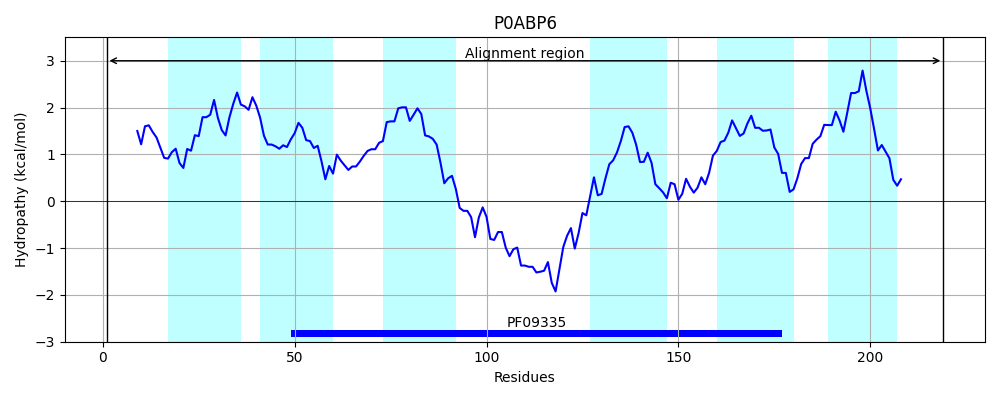 P0ABP6
Alignment region
Hydropathy (kcal/mol)
3
2
1
0
−1
−2
−3
PF09335
0 50 100 150 200
Residues